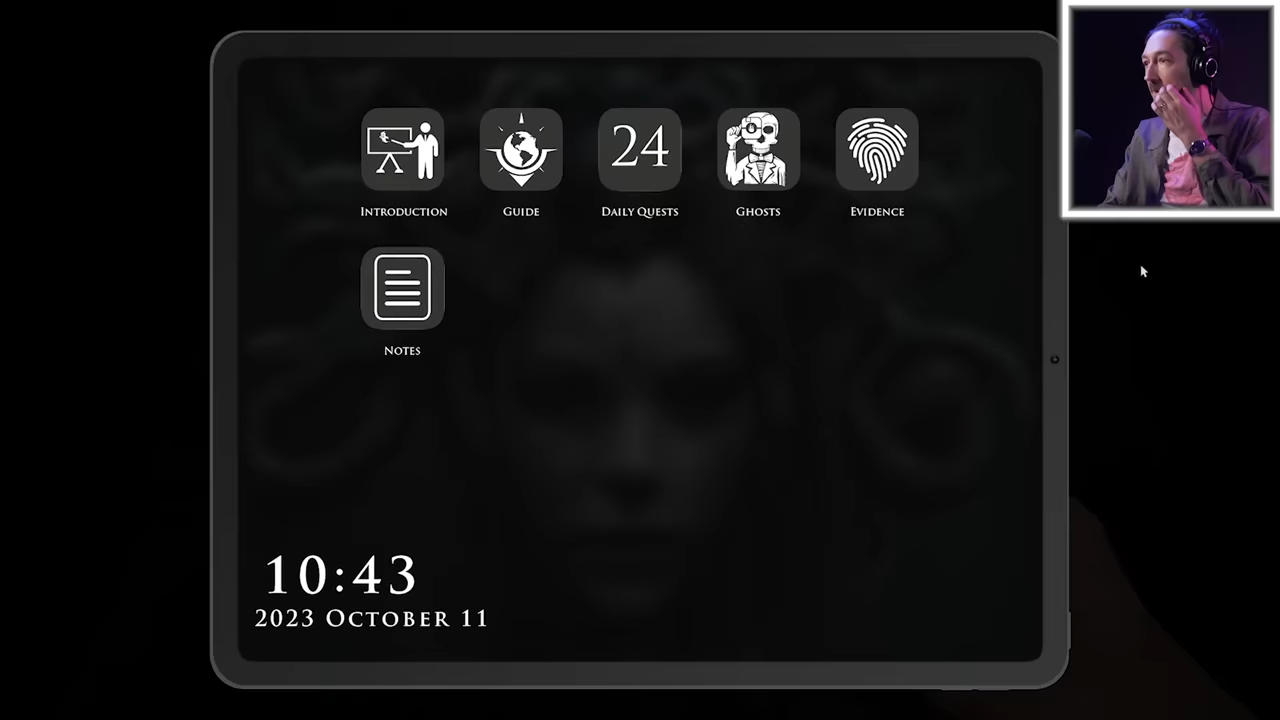 24
INTRODUCTION
GUIDE
DAILY QUESTS
GHOSTS
EVIDENCE
NOTES
10:43
2023 OCTOBER 11